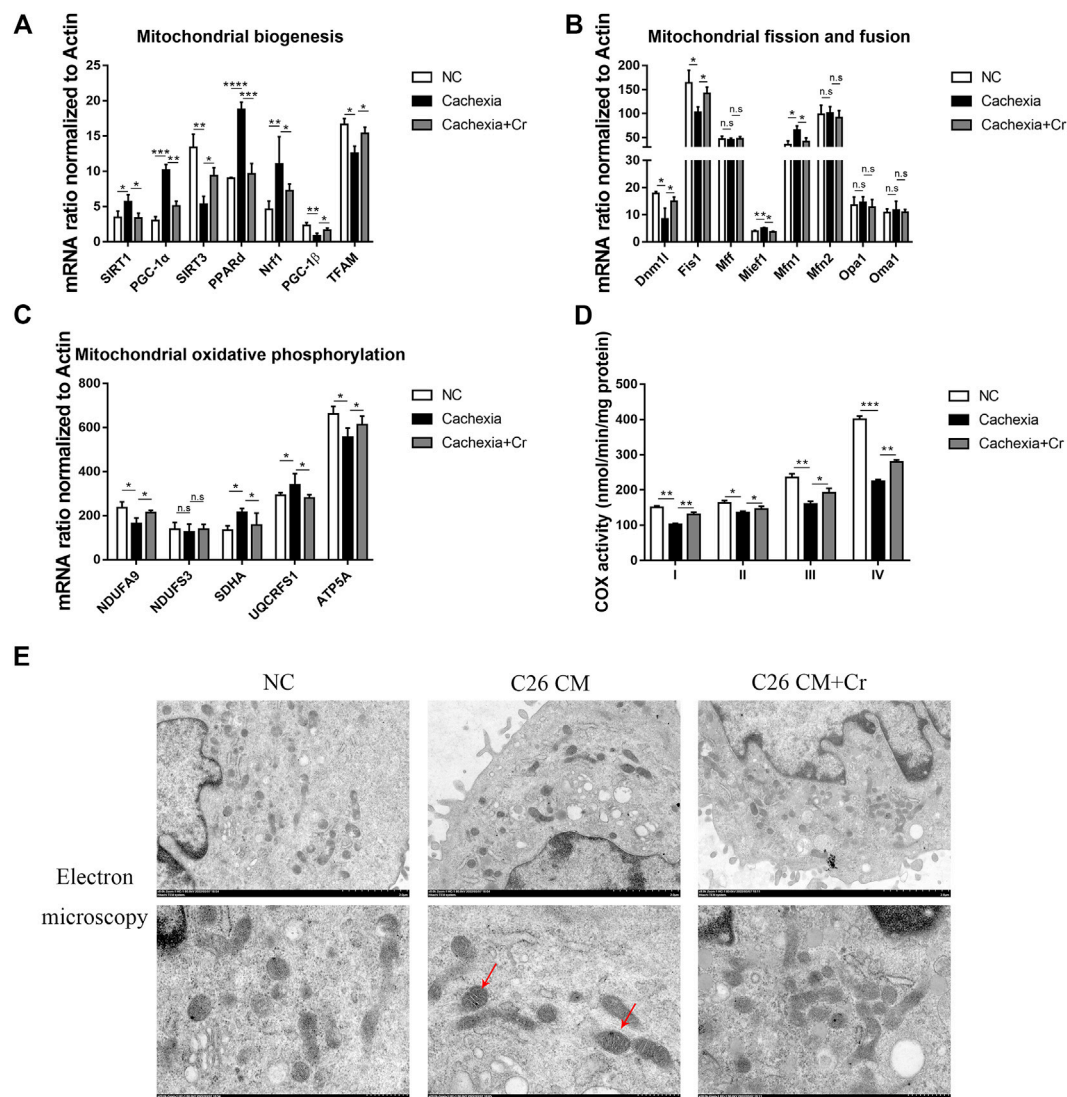 A
Mitochondrial biogenesis
mRNA ratio normalized to Actin
25
20
15
10
5
0
* * *** ** ** * **** *** ** * ** * * *
SIRT1
PGC-1α
SIRT3
PPARd
Nrf1
PGC-1β
TFAM
NC
Cachexia
Cachexia+Cr
B
Mitochondrial fission and fusion
mRNA ratio normalized to Actin
200
150
100
50
30
20
10
0
* * * * n.s n.s ** * * * n.s n.s n.s n.s n.s n.s
Dnm1l
Fis1
Mff
Mief1
Mfn1
Mfn2
Opa1
Oma1
NC
Cachexia
Cachexia+Cr
C
Mitochondrial oxidative phosphorylation
mRNA ratio normalized to Actin
800
600
400
200
0
* * n.s n.s * * * * * *
NDUFA9
NDUFS3
SDHA
UQCRFS1
ATP5A
NC
Cachexia
Cachexia+Cr
D
COX activity (nmol/min/mg protein)
500
400
300
200
100
0
** ** * * ** * *** **
I
II
III
IV
NC
Cachexia
Cachexia+Cr
E
NC
C26 CM
C26 CM+Cr
Electron
microscopy